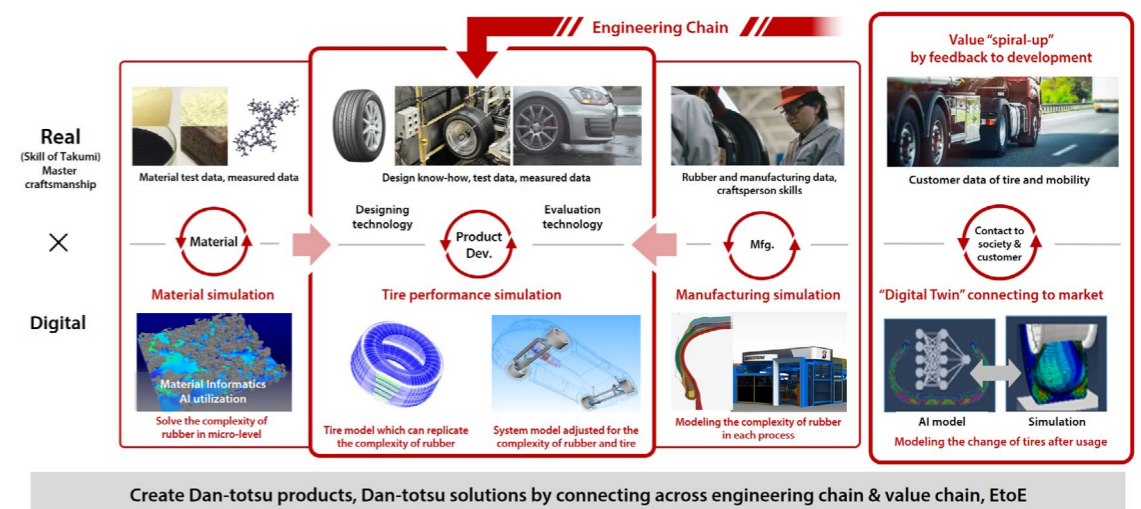 Engineering Chain
Value “spiral-up”
by feedback to development
Real
(Skill of Takumi)
Master
craftsmanship
Material test data, measured data
Design know-how, test data, measured data
Rubber and manufacturing data,
craftsperson skills
Customer data of tire and mobility
×
Material
Designing
technology
Product
Dev.
Evaluation
technology
Mfg.
Contact to
society &
customer
Digital
Material simulation
Tire performance simulation
Manufacturing simulation
“Digital Twin” connecting to market
Material Informatics
AI utilization
Solve the complexity of
rubber in micro-level
Tire model which can replicate
the complexity of rubber
System model adjusted for the
complexity of rubber and tire
Modeling the complexity of rubber
in each process
AI model
Simulation
Modeling the change of tires after usage
Create Dan-totsu products, Dan-totsu solutions by connecting across engineering chain & value chain, EtoE